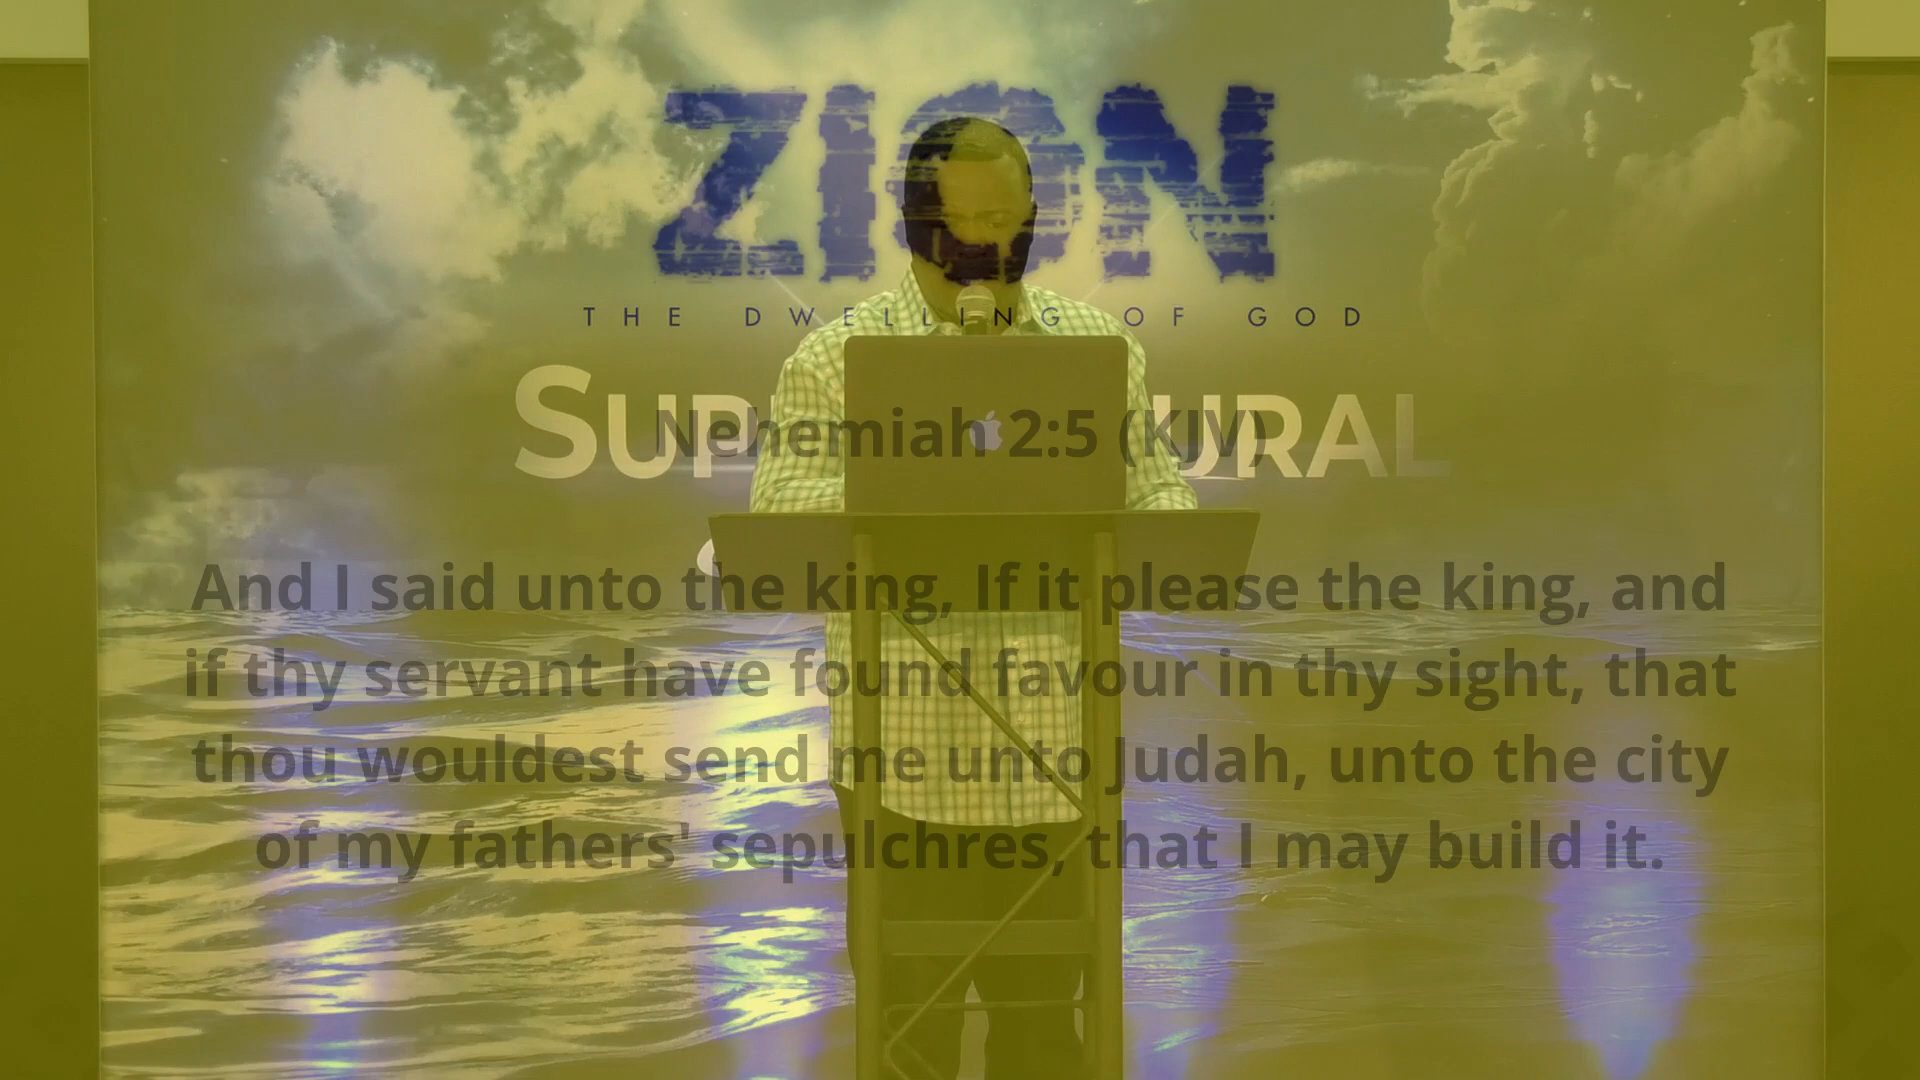 ZION
THE DWELLING OF GOD
SUP URAL
Nehemiah 2:5 (KJV)
And I said unto the king, If it please the king, and
if thy servant have found favour in thy sight, that
thou wouldest send me unto Judah, unto the city
of my fathers' sepulchres, that I may build it.